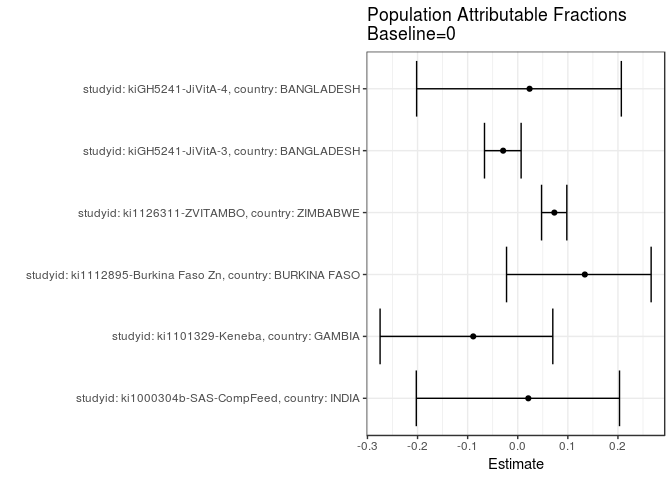 Population Attributable Fractions
Baseline=0
studyid: kiGH5241-JiVitA-4, country: BANGLADESH
studyid: kiGH5241-JiVitA-3, country: BANGLADESH
studyid: ki1126311-ZVITAMBO, country: ZIMBABWE
studyid: ki1112895-Burkina Faso Zn, country: BURKINA FASO
studyid: ki1101329-Keneba, country: GAMBIA
studyid: ki1000304b-SAS-CompFeed, country: INDIA
-0.3 -0.2 -0.1 0.0 0.1 0.2
Estimate